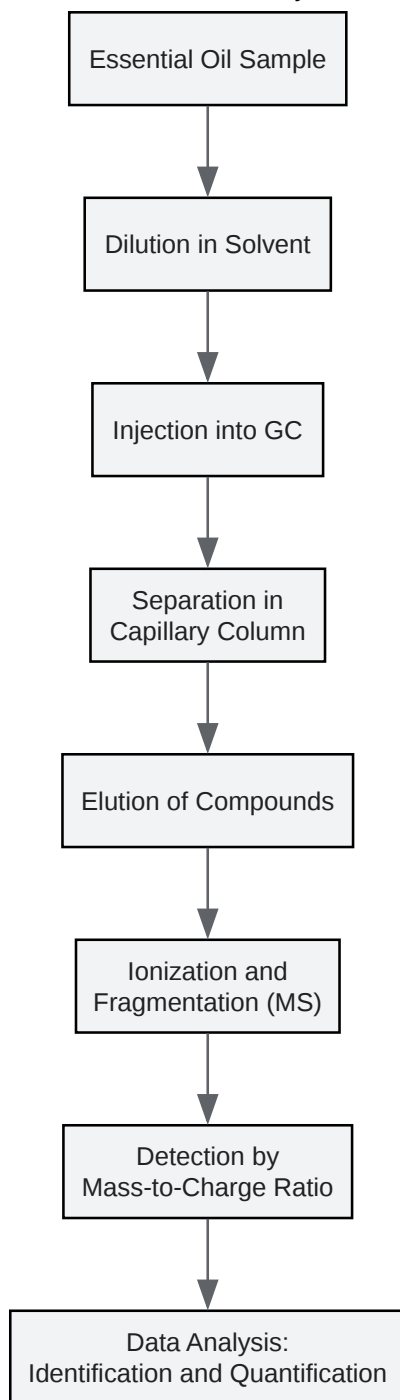 Essential Oil Sample
Dilution in Solvent
Injection into GC
Separation in
Capillary Column
Elution of Compounds
Ionization and
Fragmentation (MS)
Detection by
Mass-to-Charge Ratio
Data Analysis:
Identification and Quantification